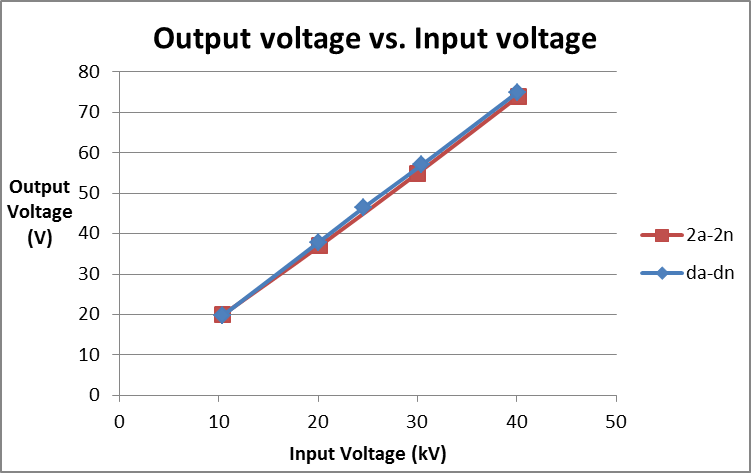 Output voltage vs. Input voltage
80
70
60
50
40
30
20
10
0
Output
Voltage
(V)
0 10 20 30 40 50
Input Voltage (kV)
2a-2n
da-dn